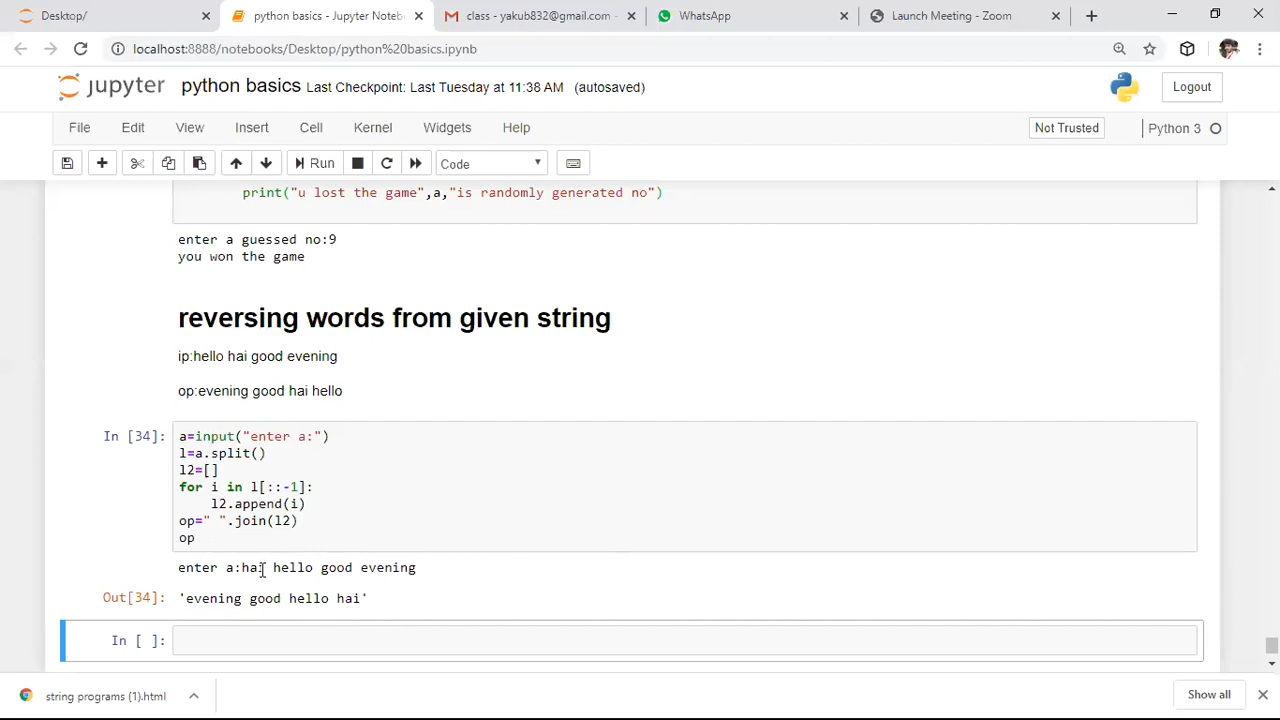 Desktop/
python basics - Jupyter Noteb
class - yakub832@gmail.com -
WhatsApp
Launch Meeting - Zoom
localhost:8888/notebooks/Desktop/python%20basics.ipynb
jupyter python basics Last Checkpoint: Last Tuesday at 11:38 AM (autosaved) Logout
File Edit View Insert Cell Kernel Widgets Help Not Trusted Python 3
Run Code
print("u lost the game",a,"is randomly generated no")
enter a guessed no:9
you won the game
reversing words from given string
ip:hello hai good evening
op:evening good hai hello
In [34]: a=input("enter a:")
l=a.split()
l2=[]
for i in l[::-1]:
    l2.append(i)
op=" ".join(l2)
op
enter a:hai hello good evening
Out[34]: 'evening good hello hai'
In [ ]:
string programs (1).html Show all